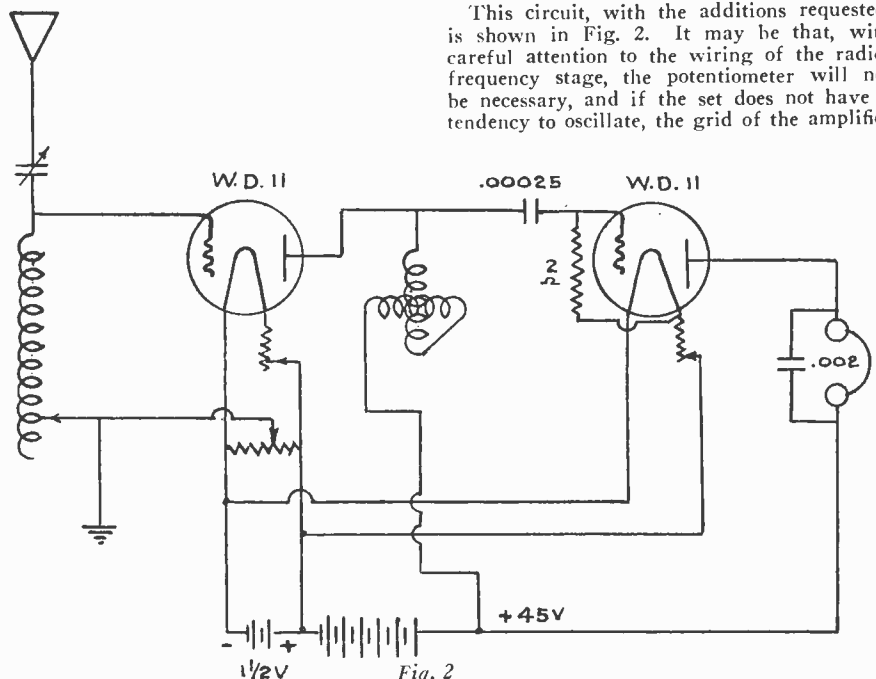 This circuit, with the additions requeste
is shown in Fig. 2. It may be that, wit
careful attention to the wiring of the radi
frequency stage, the potentiometer will n
be necessary, and if the set does not have
tendency to oscillate, the grid of the amplifi
W.D. 11
.00025
W.D. 11
2
Ω
.002
+45V
- +
1½V
Fig. 2